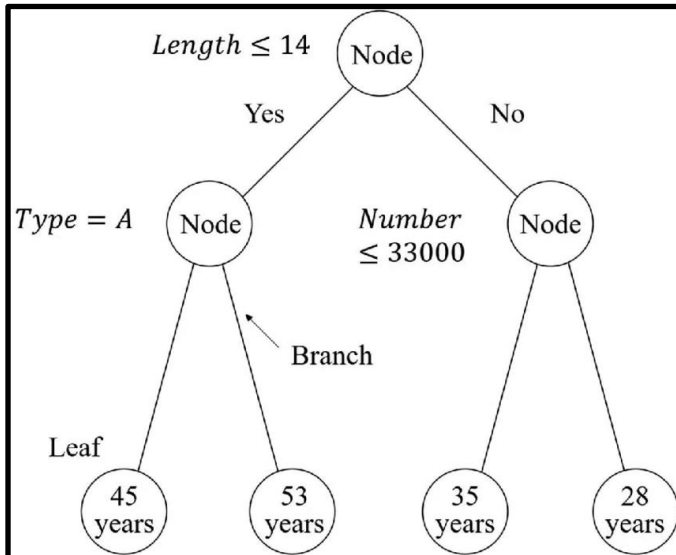 Length ≤ 14
Node
Yes
No
Type = A
Node
Number
≤ 33000
Node
Branch
Leaf
45
years
53
years
35
years
28
years